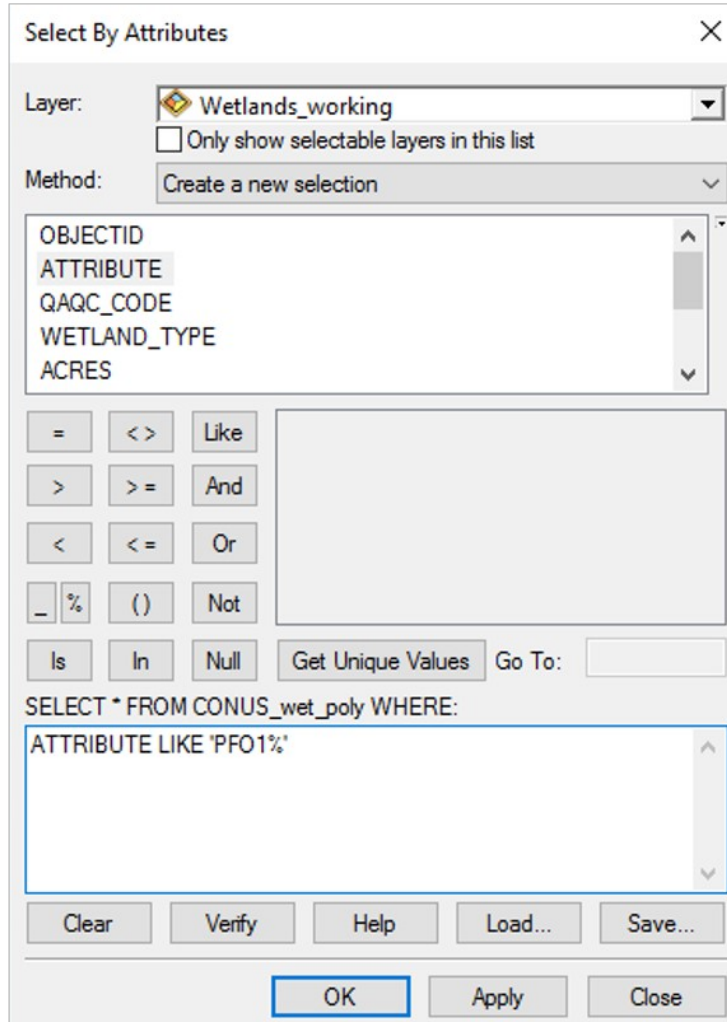 Select By Attributes
Layer: Wetlands_working
Only show selectable layers in this list
Method: Create a new selection
OBJECTID
ATTRIBUTE
QAQC_CODE
WETLAND_TYPE
ACRES
= < > Like
> > = And
< < = Or
_ % () Not
Is In Null Get Unique Values Go To:
SELECT * FROM CONUS_wet_poly WHERE:
ATTRIBUTE LIKE 'PFO1%'
Clear Verify Help Load... Save...
OK Apply Close